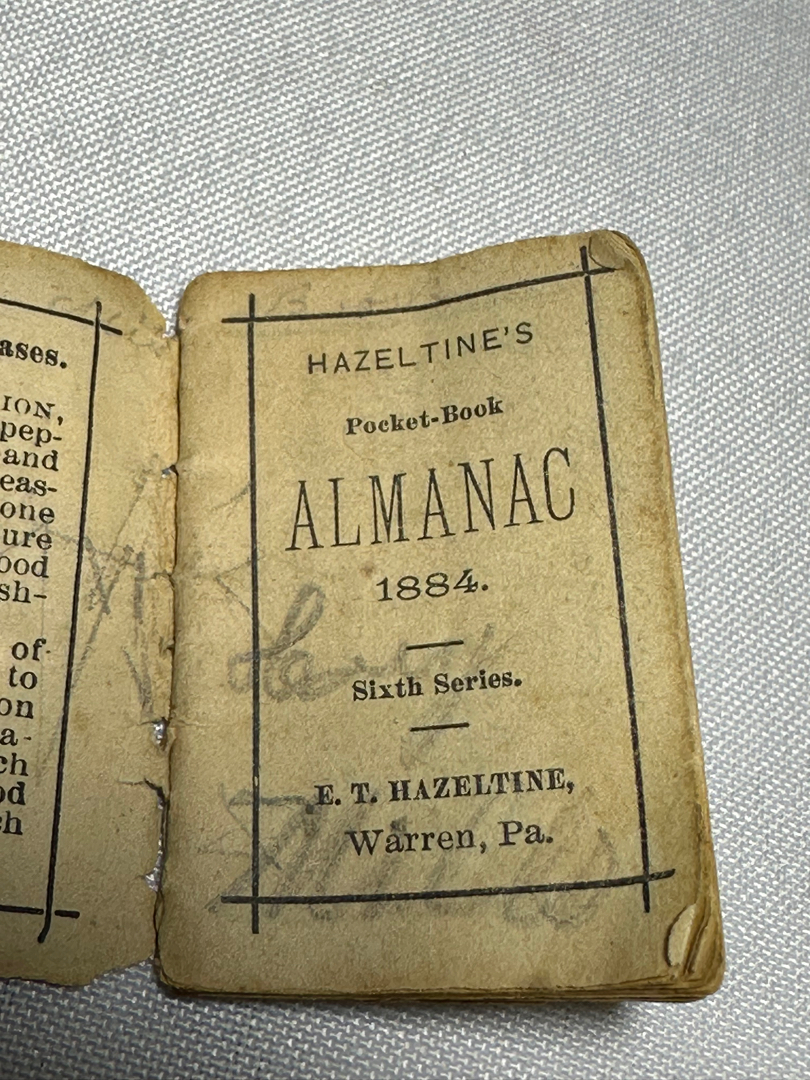 ases.
ION,
pep-
and
eas-
one
ure
ood
sh-
of
to
on
a-
ch
od
ch
HAZELTINE'S
Pocket-Book
ALMANAC
1884.
Sixth Series.
E. T. HAZELTINE,
Warren, Pa.